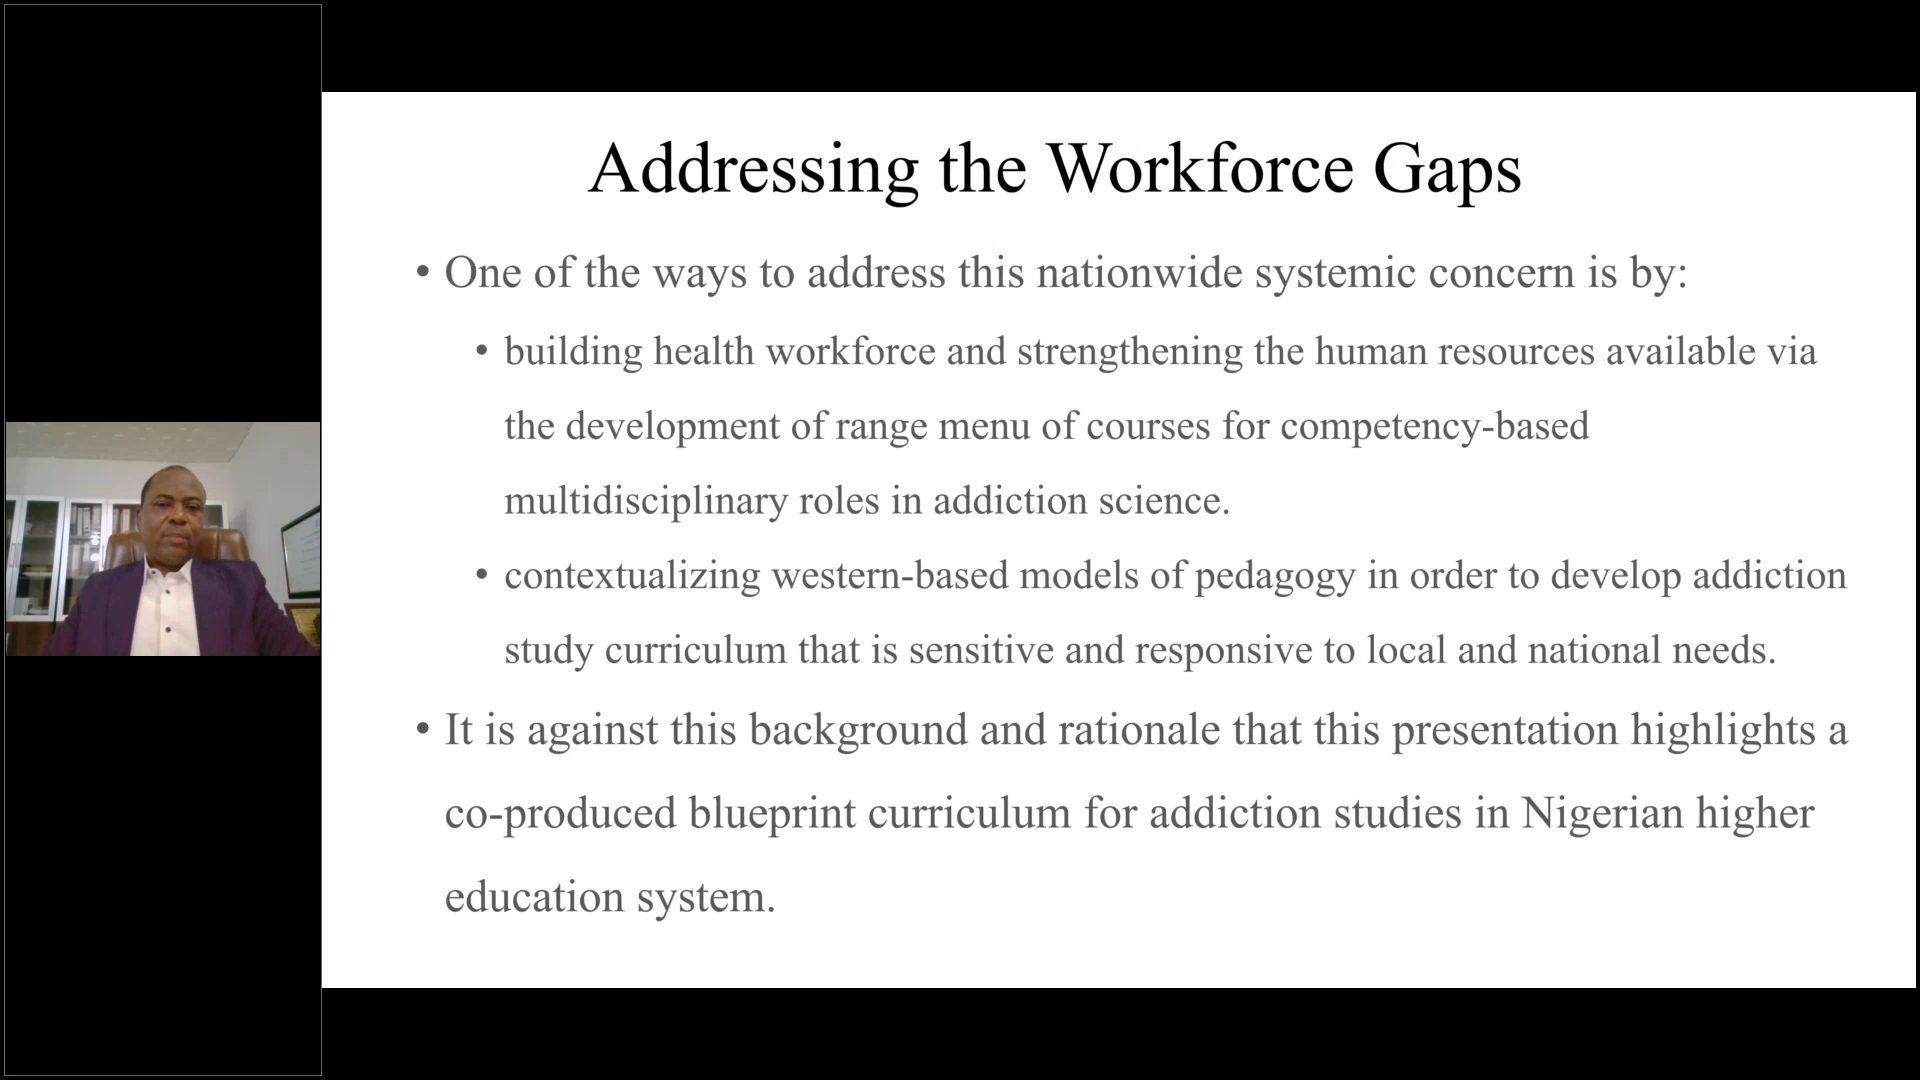 Addressing the Workforce Gaps
• One of the ways to address this nationwide systemic concern is by:
• building health workforce and strengthening the human resources available via
the development of range menu of courses for competency-based
multidisciplinary roles in addiction science.
• contextualizing western-based models of pedagogy in order to develop addiction
study curriculum that is sensitive and responsive to local and national needs.
• It is against this background and rationale that this presentation highlights a
co-produced blueprint curriculum for addiction studies in Nigerian higher
education system.